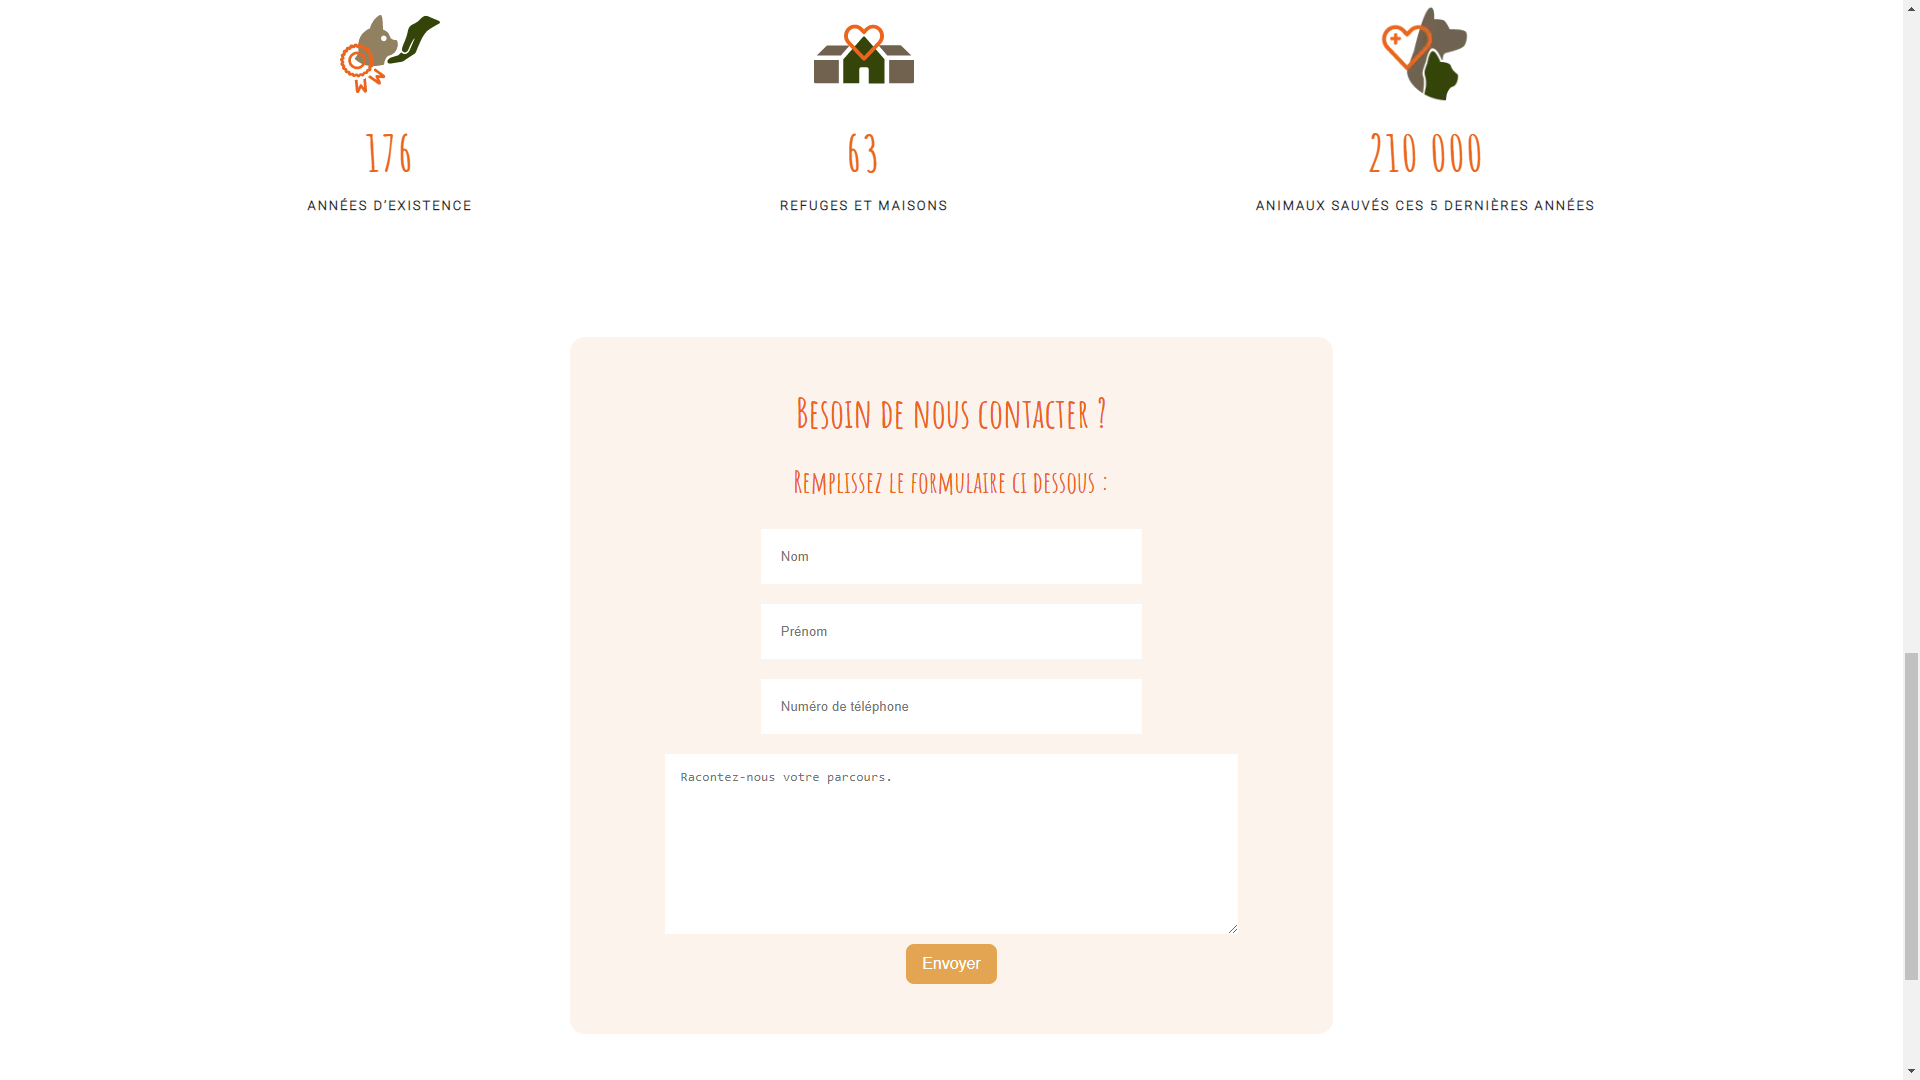 176
63
210 000
ANNÉES D'EXISTENCE
REFUGES ET MAISONS
ANIMAUX SAUVÉS CES 5 DERNIÈRES ANNÉES
Besoin de nous contacter ?
Remplissez le formulaire ci dessous :
Nom
Prénom
Numéro de téléphone
Racontez-nous votre parcours.
Envoyer